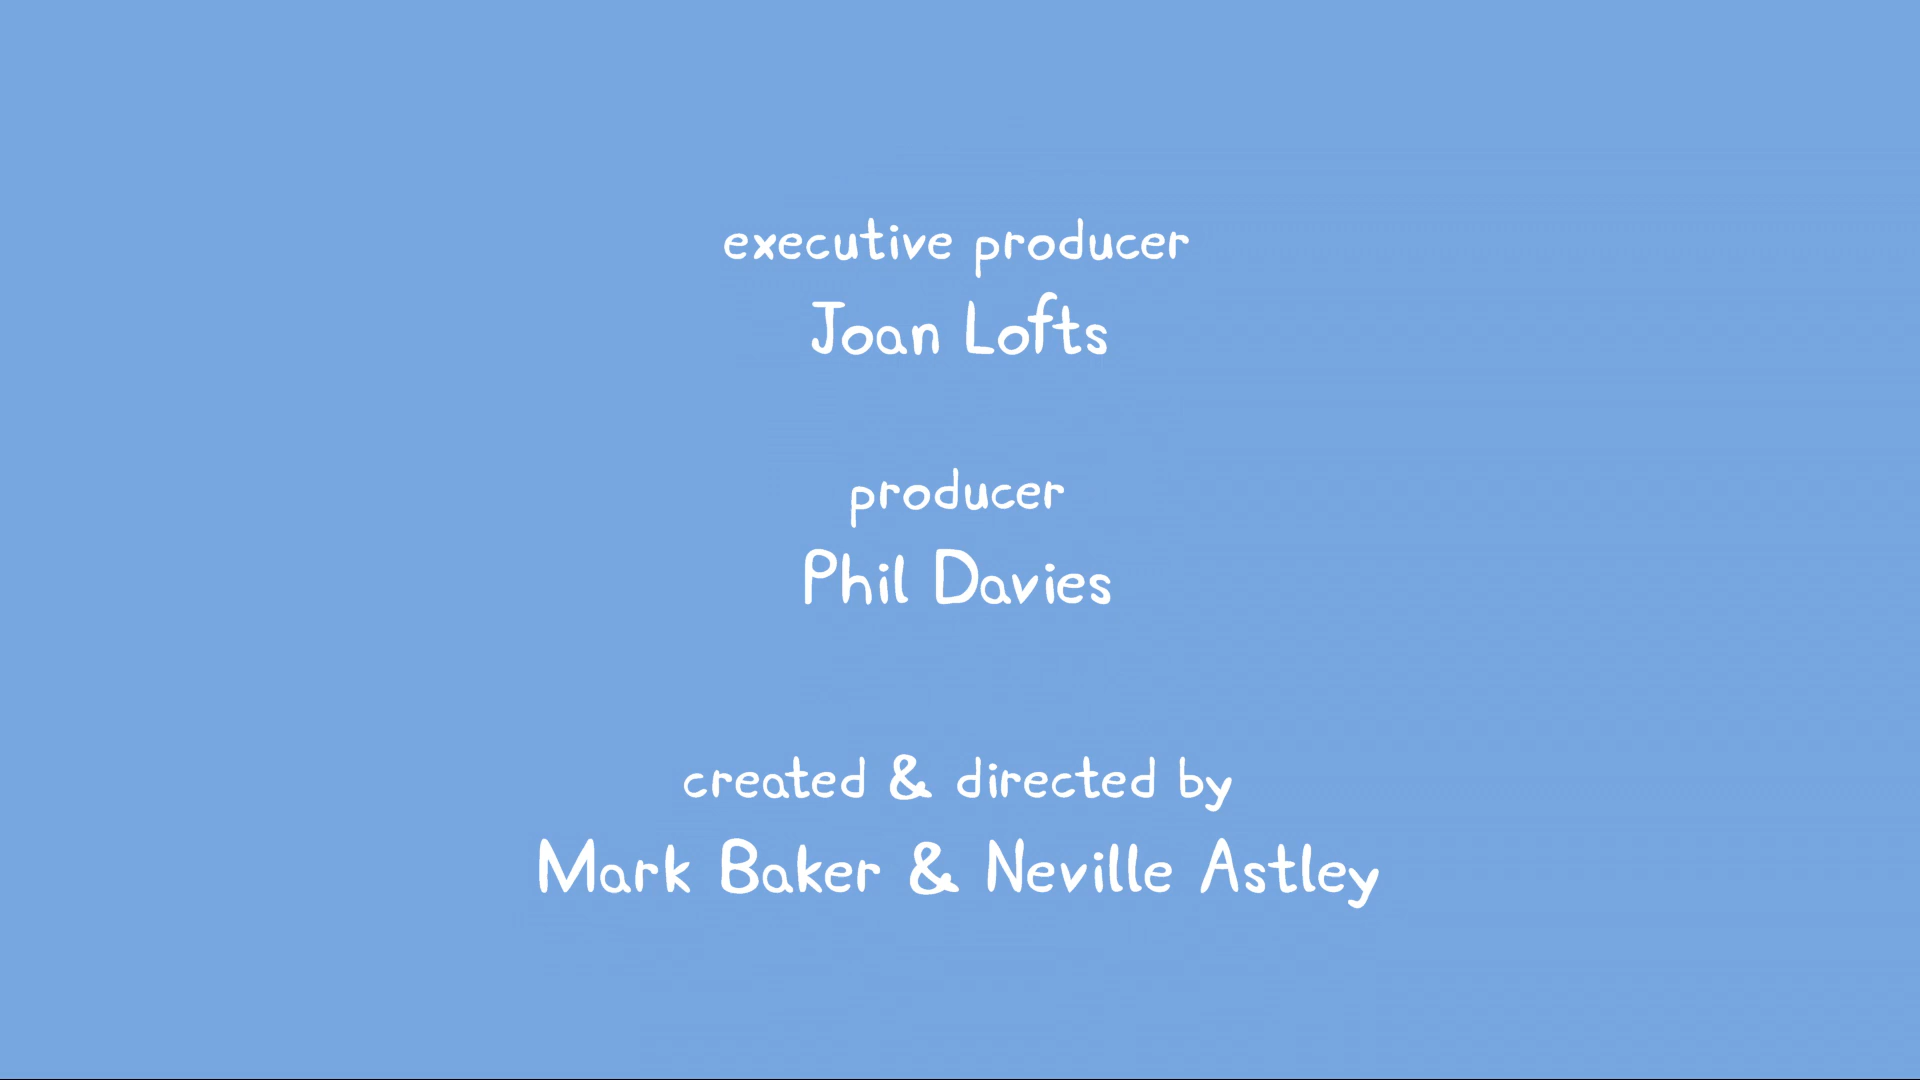 executive producer
Joan Lofts
producer
Phil Davies
created & directed by
Mark Baker & Neville Astley